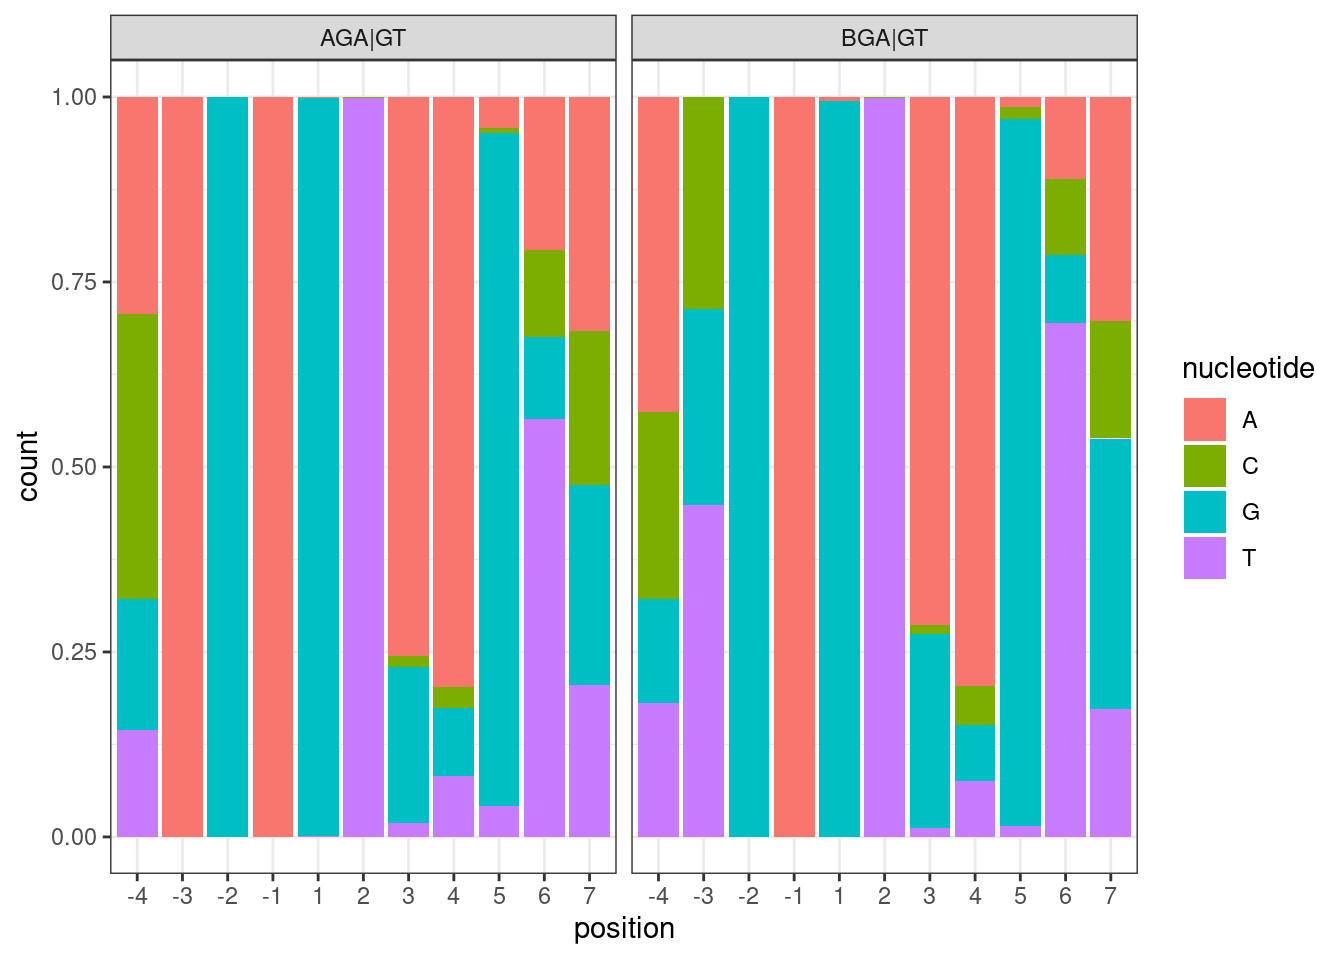 AGA|GT BGA|GT
count
1.00
0.75
0.50
0.25
0.00
-4 -3 -2 -1 1 2 3 4 5 6 7 -4 -3 -2 -1 1 2 3 4 5 6 7
position
nucleotide
A
C
G
T